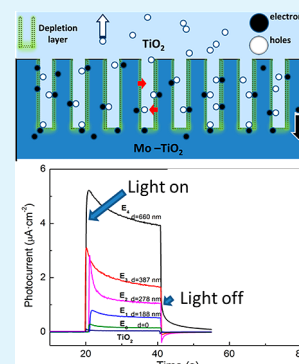 electron
Depletion
layer
holes
TiO2
Mo –TiO2
6
4
2
0
Photocurrent (μA·cm-2)
Light on
E4 d=660 nm
E3 d=387 nm
E2 d=278 nm
E1 d=188 nm
E0 d=0
TiO2
Light off
20
40
60
80